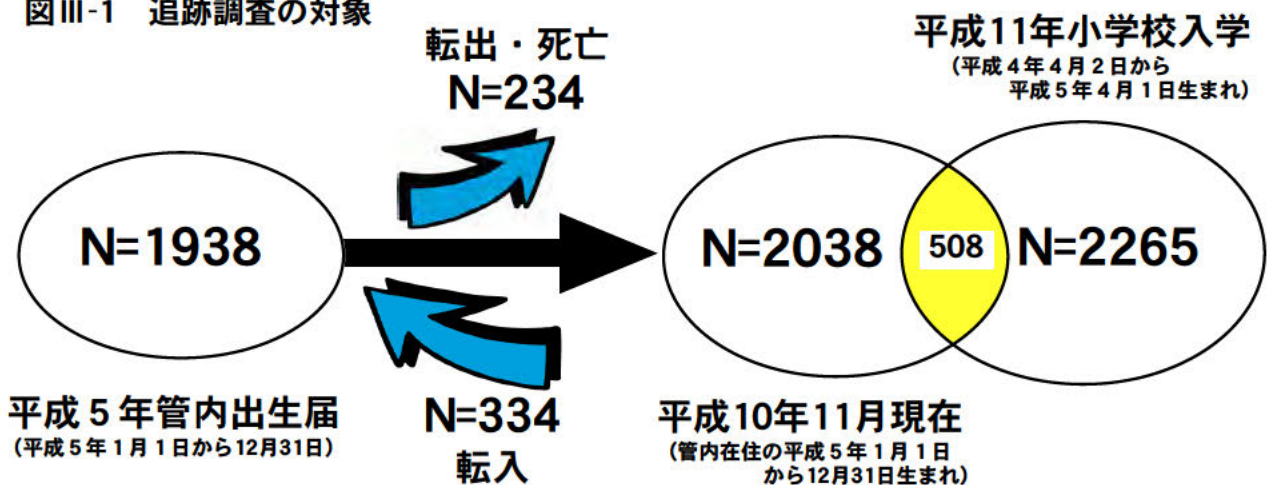 図Ⅲ-1 追跡調査の対象
転出・死亡
N=234
平成11年小学校入学
(平成4年4月2日から
平成5年4月1日生まれ)
N=1938
N=2038
508
N=2265
平成5年管内出生届
(平成5年1月1日から12月31日)
N=334
転入
平成10年11月現在
(管内在住の平成5年1月1日
から12月31日生まれ)